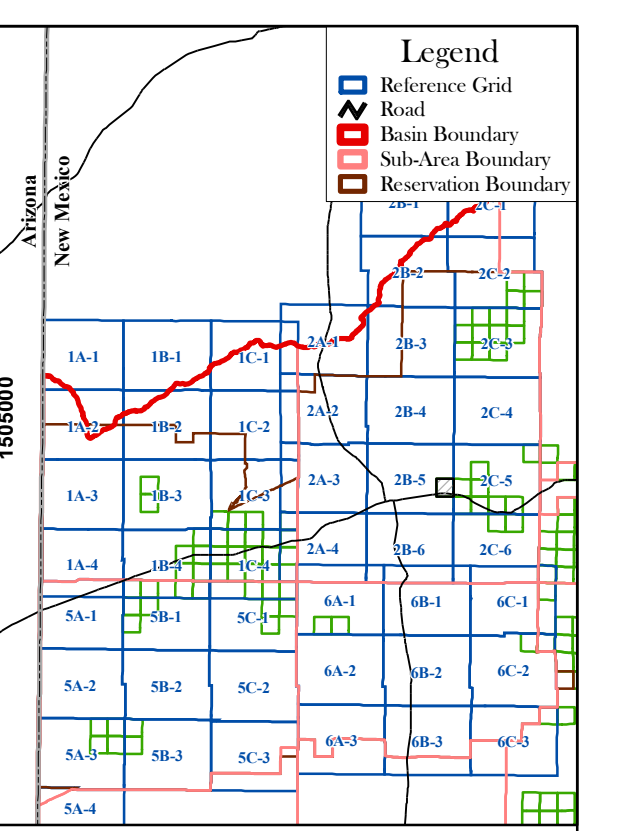 Legend
Reference Grid
Road
Basin Boundary
Sub-Area Boundary
Reservation Boundary
Arizona
New Mexico
1505000
2B-1
2C-1
2B-2
2C-2
2A-1
2B-3
2C-3
1A-1
1B-1
1C-1
2A-2
2B-4
2C-4
1A-2
1B-2
1C-2
2A-3
2B-5
2C-5
1A-3
1B-3
1C-3
2A-4
2B-6
2C-6
1A-4
1B-4
1C-4
6A-1
6B-1
6C-1
5A-1
5B-1
5C-1
6A-2
6B-2
6C-2
5A-2
5B-2
5C-2
6A-3
6B-3
6C-3
5A-3
5B-3
5C-3
5A-4